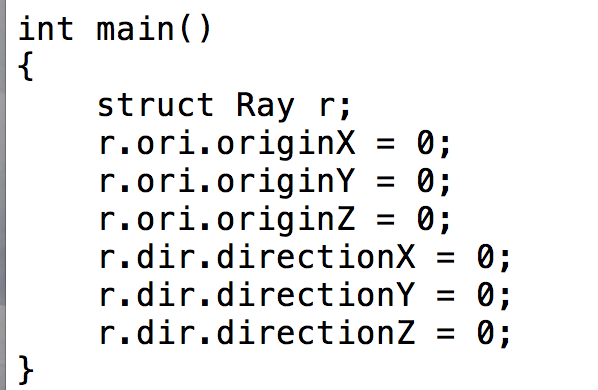 int main()
{
    struct Ray r;
    r.ori.originX = 0;
    r.ori.originY = 0;
    r.ori.originZ = 0;
    r.dir.directionX = 0;
    r.dir.directionY = 0;
    r.dir.directionZ = 0;
}